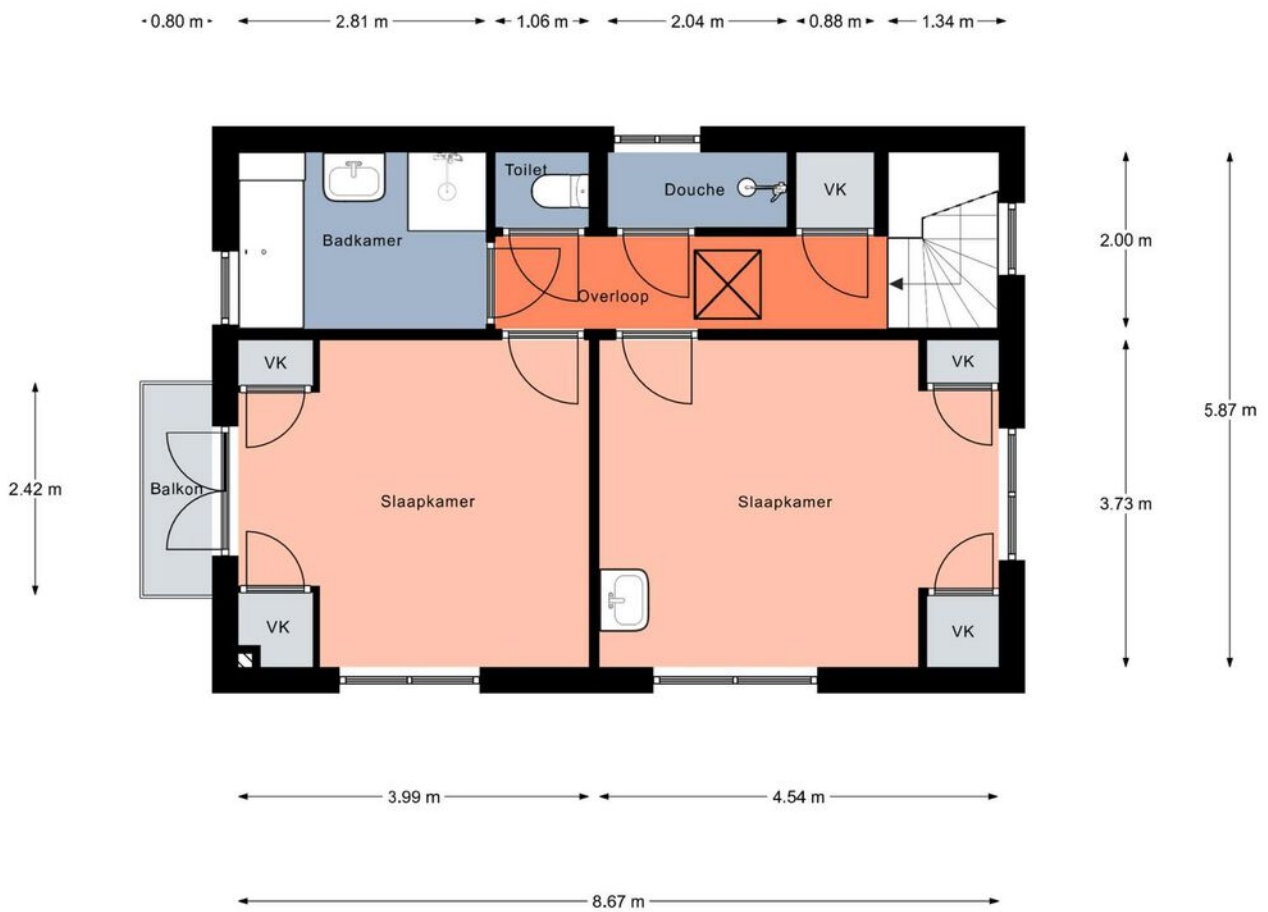 0.80 m 2.81 m 1.06 m 2.04 m 0.88 m 1.34 m
Toilet
Douche
VK
Badkamer
2.00 m
Overloop
VK
VK
5.87 m
2.42 m
Balkon
Slaapkamer
Slaapkamer
3.73 m
VK
VK
3.99 m
4.54 m
8.67 m